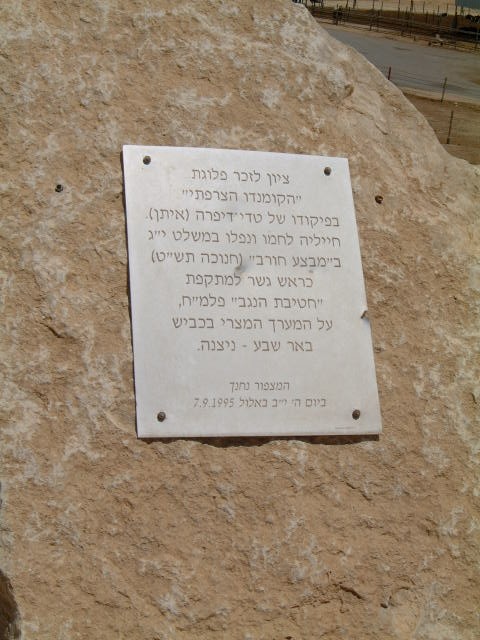 ציון לזכר פלוגת
"הקומנדו הצרפתי"
בפיקודו של טדי דיפרה (איתן).
חייליה לחמו ונפלו במשלט י"ג
ב"מבצע חורב" (חנוכה תש"ט)
כראש גשר למתקפת
"חטיבת הנגב" פלמ"ח,
על המערך המצרי בכביש
באר שבע - ניצנה.
המצפור נחנך
ביום ה' י"ב באלול 7.9.1995